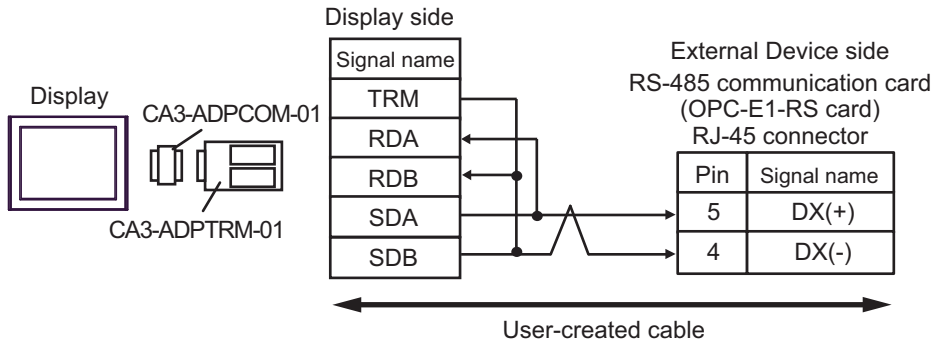 Display
CA3-ADPCOM-01
CA3-ADPTRM-01
Display side
Signal name
TRM
RDA
RDB
SDA
SDB
External Device side
RS-485 communication card
(OPC-E1-RS card)
RJ-45 connector
Pin Signal name
5 DX(+)
4 DX(-)
User-created cable